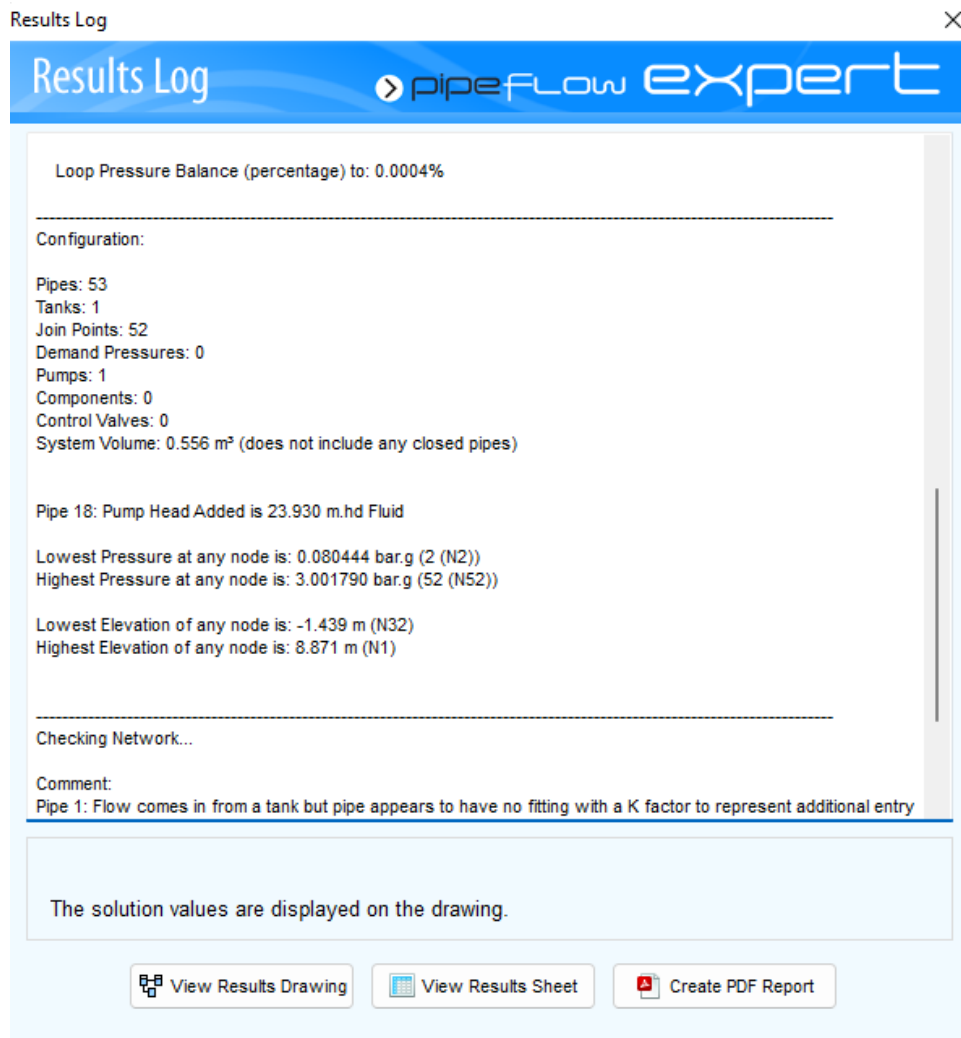 Results Log
Results Log
pipeFLow expert
Loop Pressure Balance (percentage) to: 0.0004%
Configuration:
Pipes: 53
Tanks: 1
Join Points: 52
Demand Pressures: 0
Pumps: 1
Components: 0
Control Valves: 0
System Volume: 0.556 m³ (does not include any closed pipes)
Pipe 18: Pump Head Added is 23.930 m.hd Fluid
Lowest Pressure at any node is: 0.080444 bar.g (2 (N2))
Highest Pressure at any node is: 3.001790 bar.g (52 (N52))
Lowest Elevation of any node is: -1.439 m (N32)
Highest Elevation of any node is: 8.871 m (N1)
Checking Network...
Comment:
Pipe 1: Flow comes in from a tank but pipe appears to have no fitting with a K factor to represent additional entry
The solution values are displayed on the drawing.
View Results Drawing
View Results Sheet
Create PDF Report